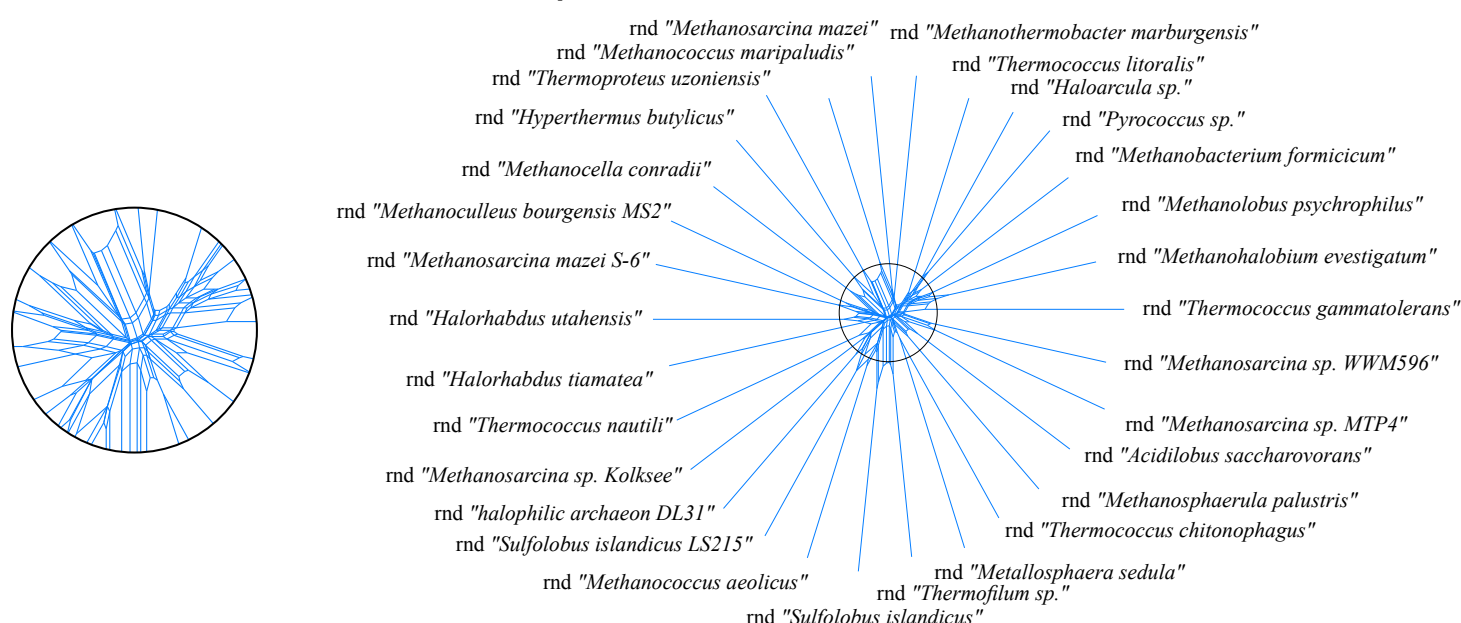 rnd "Methanosarcina mazei"
rnd "Methanothermobacter marburgensis"
rnd "Methanococcus maripaludis"
rnd "Thermococcus litoralis"
rnd "Thermoproteus uzoniensis"
rnd "Haloarcula sp."
rnd "Hyperthermus butylicus"
rnd "Pyrococcus sp."
rnd "Methanobacterium formicicum"
rnd "Methanocella conradii"
rnd "Methanolobus psychrophilus"
rnd "Methanoculleus bourgensis MS2"
rnd "Methanohalobium evestigatum"
rnd "Methanosarcina mazei S-6"
rnd "Thermococcus gammatolerans"
rnd "Halorhabdus utahensis"
rnd "Methanosarcina sp. WWM596"
rnd "Halorhabdus tiamatea"
rnd "Methanosarcina sp. MTP4"
rnd "Thermococcus nautili"
rnd "Acidilobus saccharovorans"
rnd "Methanosarcina sp. Kolksee"
rnd "Methanosphaerula palustris"
rnd "halophilic archaeon DL31"
rnd "Thermococcus chitonophagus"
rnd "Sulfolobus islandicus LS215"
rnd "Metallosphaera sedula"
rnd "Methanococcus aeolicus"
rnd "Thermofilum sp."
rnd "Sulfolobus islandicus"